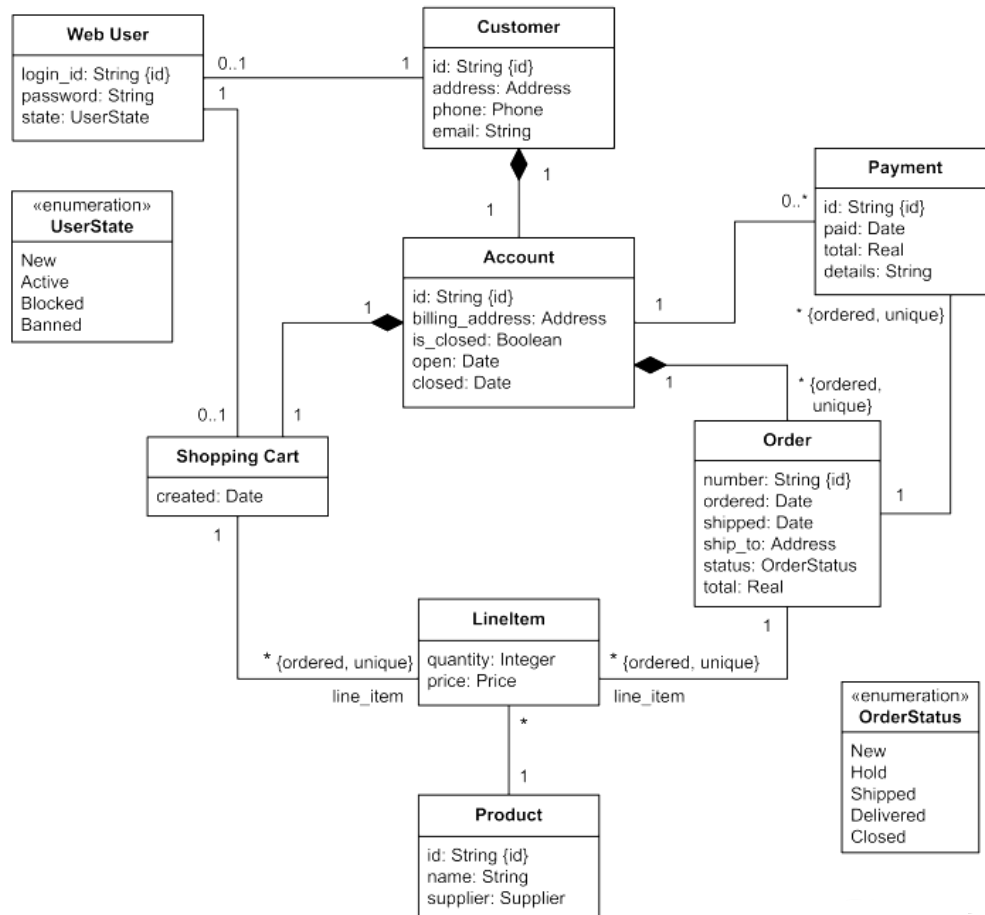 Web User
login_id: String {id}
password: String
state: UserState
0..1
1
1
Customer
id: String {id}
address: Address
phone: Phone
email: String
1
1
«enumeration»
UserState
New
Active
Blocked
Banned
Payment
id: String {id}
paid: Date
total: Real
details: String
0..*
1
* {ordered, unique}
Account
id: String {id}
billing_address: Address
is_closed: Boolean
open: Date
closed: Date
1
1
* {ordered,
unique}
0..1
1
Shopping Cart
created: Date
1
Order
number: String {id}
ordered: Date
shipped: Date
ship_to: Address
status: OrderStatus
total: Real
1
1
LineItem
quantity: Integer
price: Price
* {ordered, unique}
line_item
* {ordered, unique}
line_item
*
1
«enumeration»
OrderStatus
New
Hold
Shipped
Delivered
Closed
Product
id: String {id}
name: String
supplier: Supplier